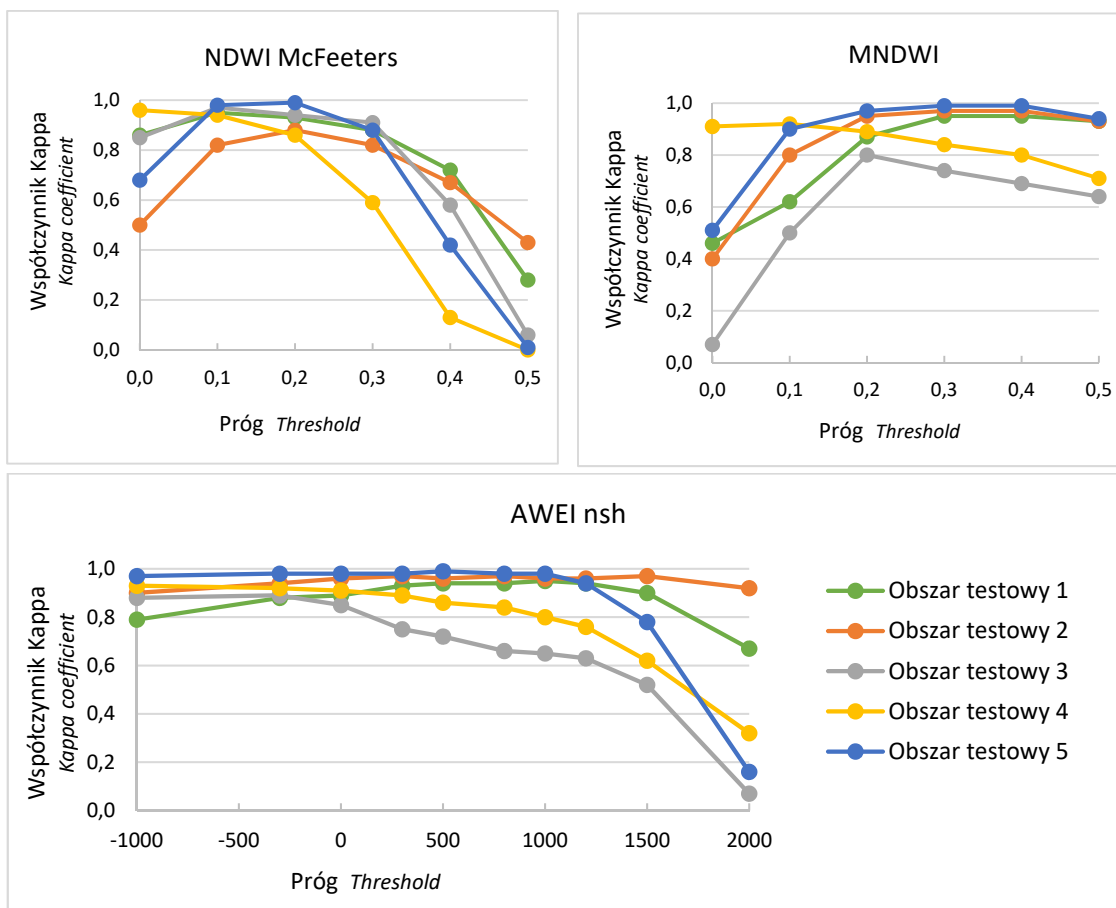 NDWI McFeeters
Współczynnik Kappa
Kappa coefficient
1,0
0,8
0,6
0,4
0,2
0,0
0,0 0,1 0,2 0,3 0,4 0,5
Próg Threshold
MNDWI
Współczynnik Kappa
Kappa coefficient
1,0
0,8
0,6
0,4
0,2
0,0
0,0 0,1 0,2 0,3 0,4 0,5
Próg Threshold
AWEI nsh
Współczynnik Kappa
Kappa coefficient
1,0
0,8
0,6
0,4
0,2
0,0
-1000 -500 0 500 1000 1500 2000
Próg Threshold
Obszar testowy 1
Obszar testowy 2
Obszar testowy 3
Obszar testowy 4
Obszar testowy 5